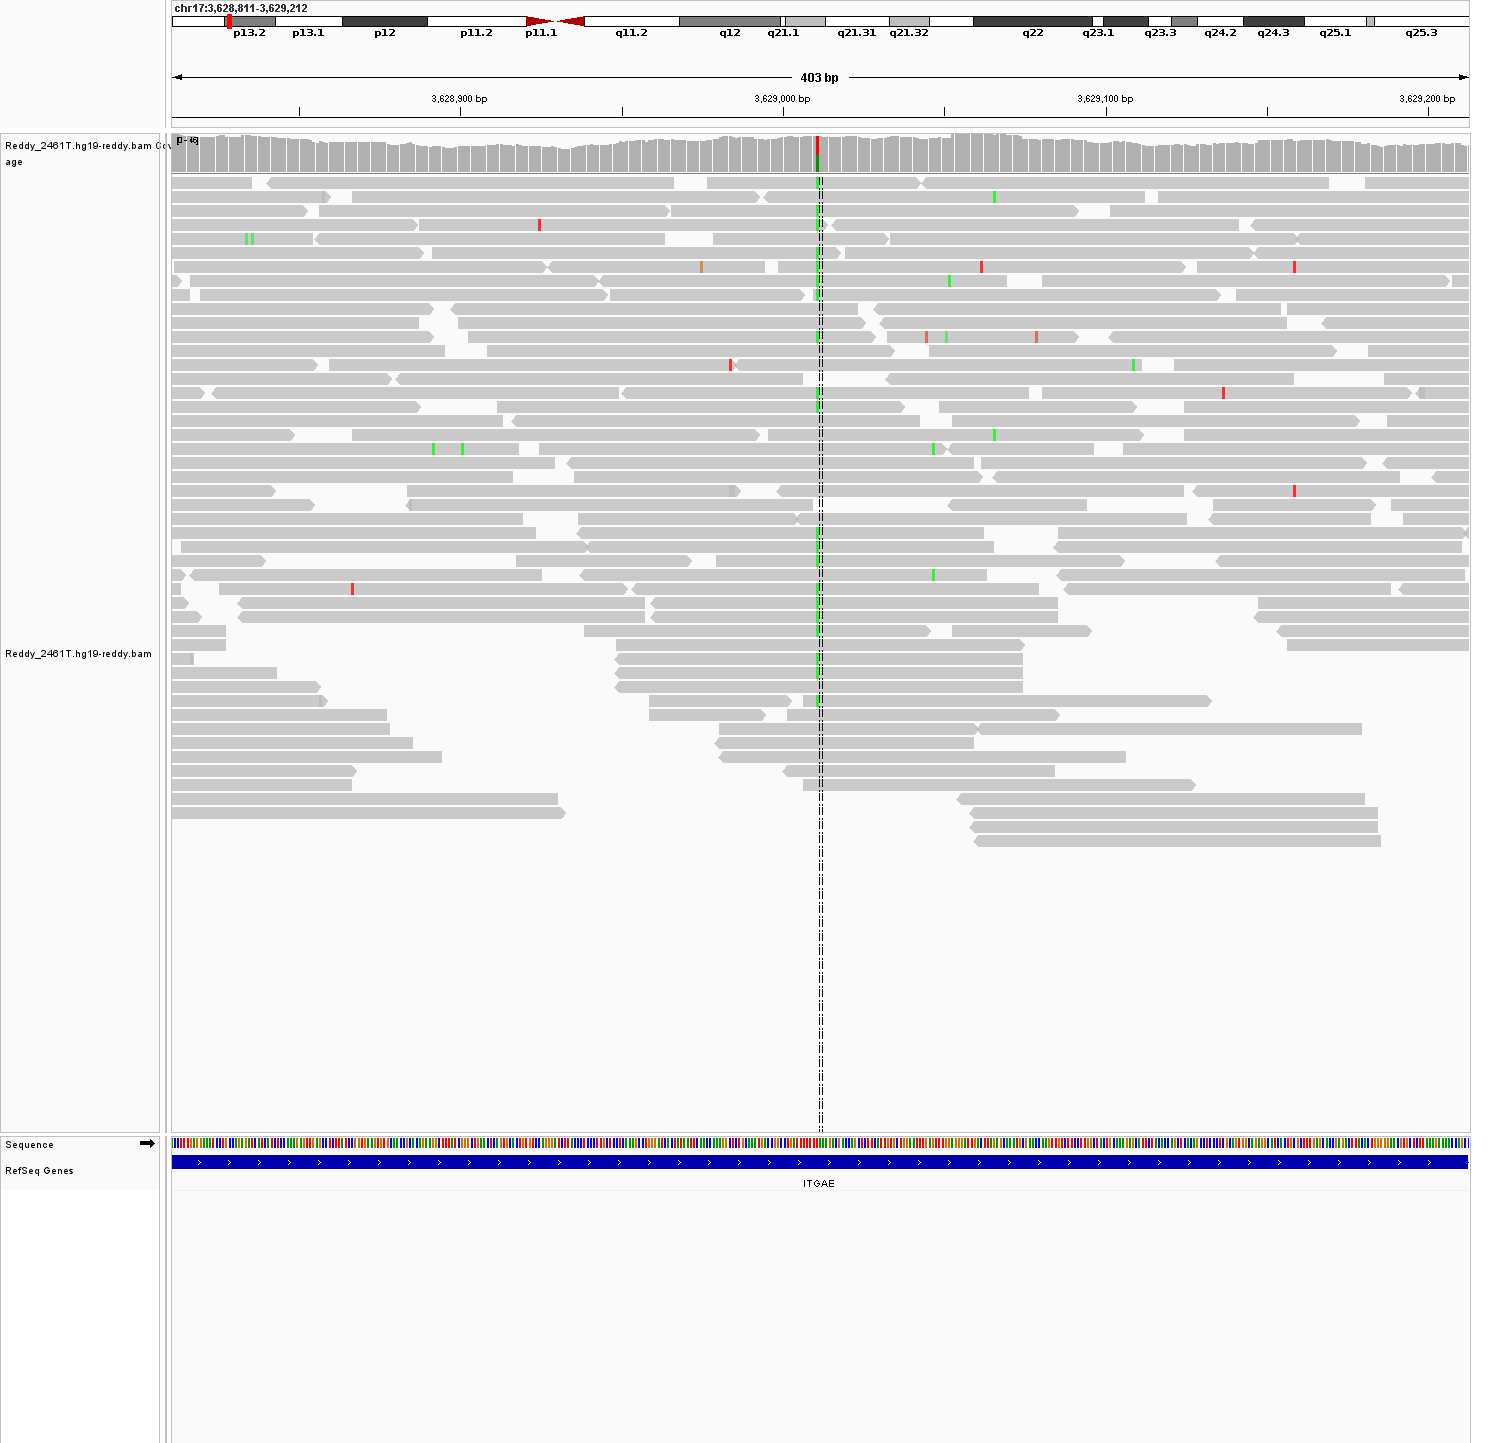 chr17:3,628,811-3,629,212
p13.2 p13.1 p12 p11.2 p11.1 q11.2 q12 q21.1 q21.31 q21.32 q22 q23.1 q23.3 q24.2 q24.3 q25.1 q25.3
403 bp
3,628,900 bp 3,629,000 bp 3,629,100 bp 3,629,200 bp
Reddy_2461T.hg19-reddy.bam Cov
age
Reddy_2461T.hg19-reddy.bam
Sequence
RefSeq Genes
ITGAE